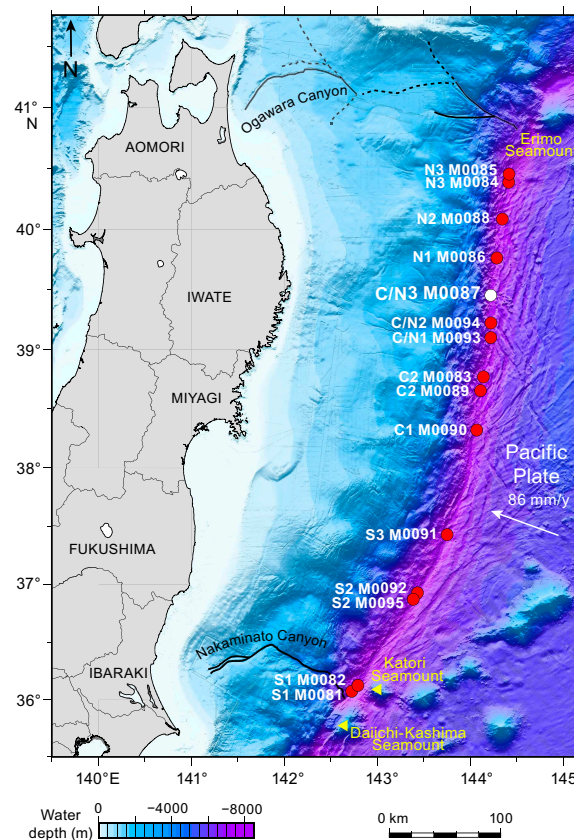 N
41°
N
Ogawara Canyon
AOMORI
Erimo
Seamount
N3 M0085
N3 M0084
40°
N2 M0088
N1 M0086
IWATE
C/N3 M0087
C/N2 M0094
C/N1 M0093
39°
C2 M0083
C2 M0089
MIYAGI
C1 M0090
38°
Pacific
Plate
86 mm/y
S3 M0091
FUKUSHIMA
37°
S2 M0092
S2 M0095
Nakaminato Canyon
IBARAKI
Katori
Seamount
S1 M0082
S1 M0081
36°
Daiichi-Kashima
Seamount
140°E 141° 142° 143° 144° 145
Water
depth (m)
0 -4000 -8000
0 km 100